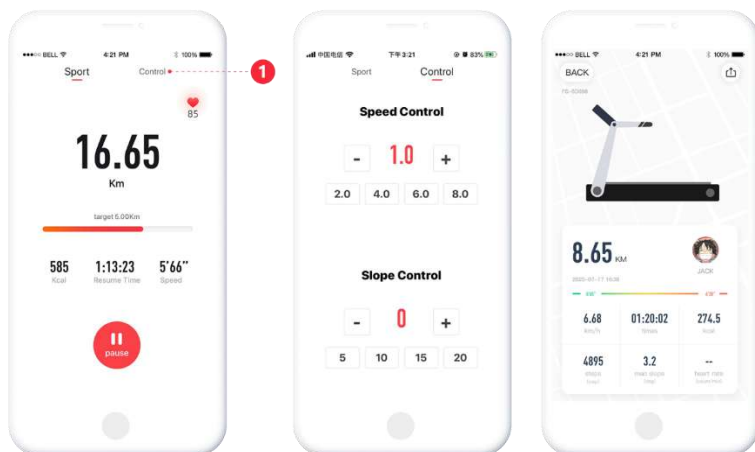 BELL 4:21 PM 100%
Sport Control
1
85
16.65
Km
target 5.00Km
585 1:13:23 5'66"
Kcal Resume Time Speed
pause
中国电信 下午3:21 83%
Sport Control
Speed Control
- 1.0 +
2.0 4.0 6.0 8.0
Slope Control
- 0 +
5 10 15 20
BELL 4:21 PM 100%
BACK
8.65 KM
JACK
6.68 01:20:02 274.5
4895 3.2 --